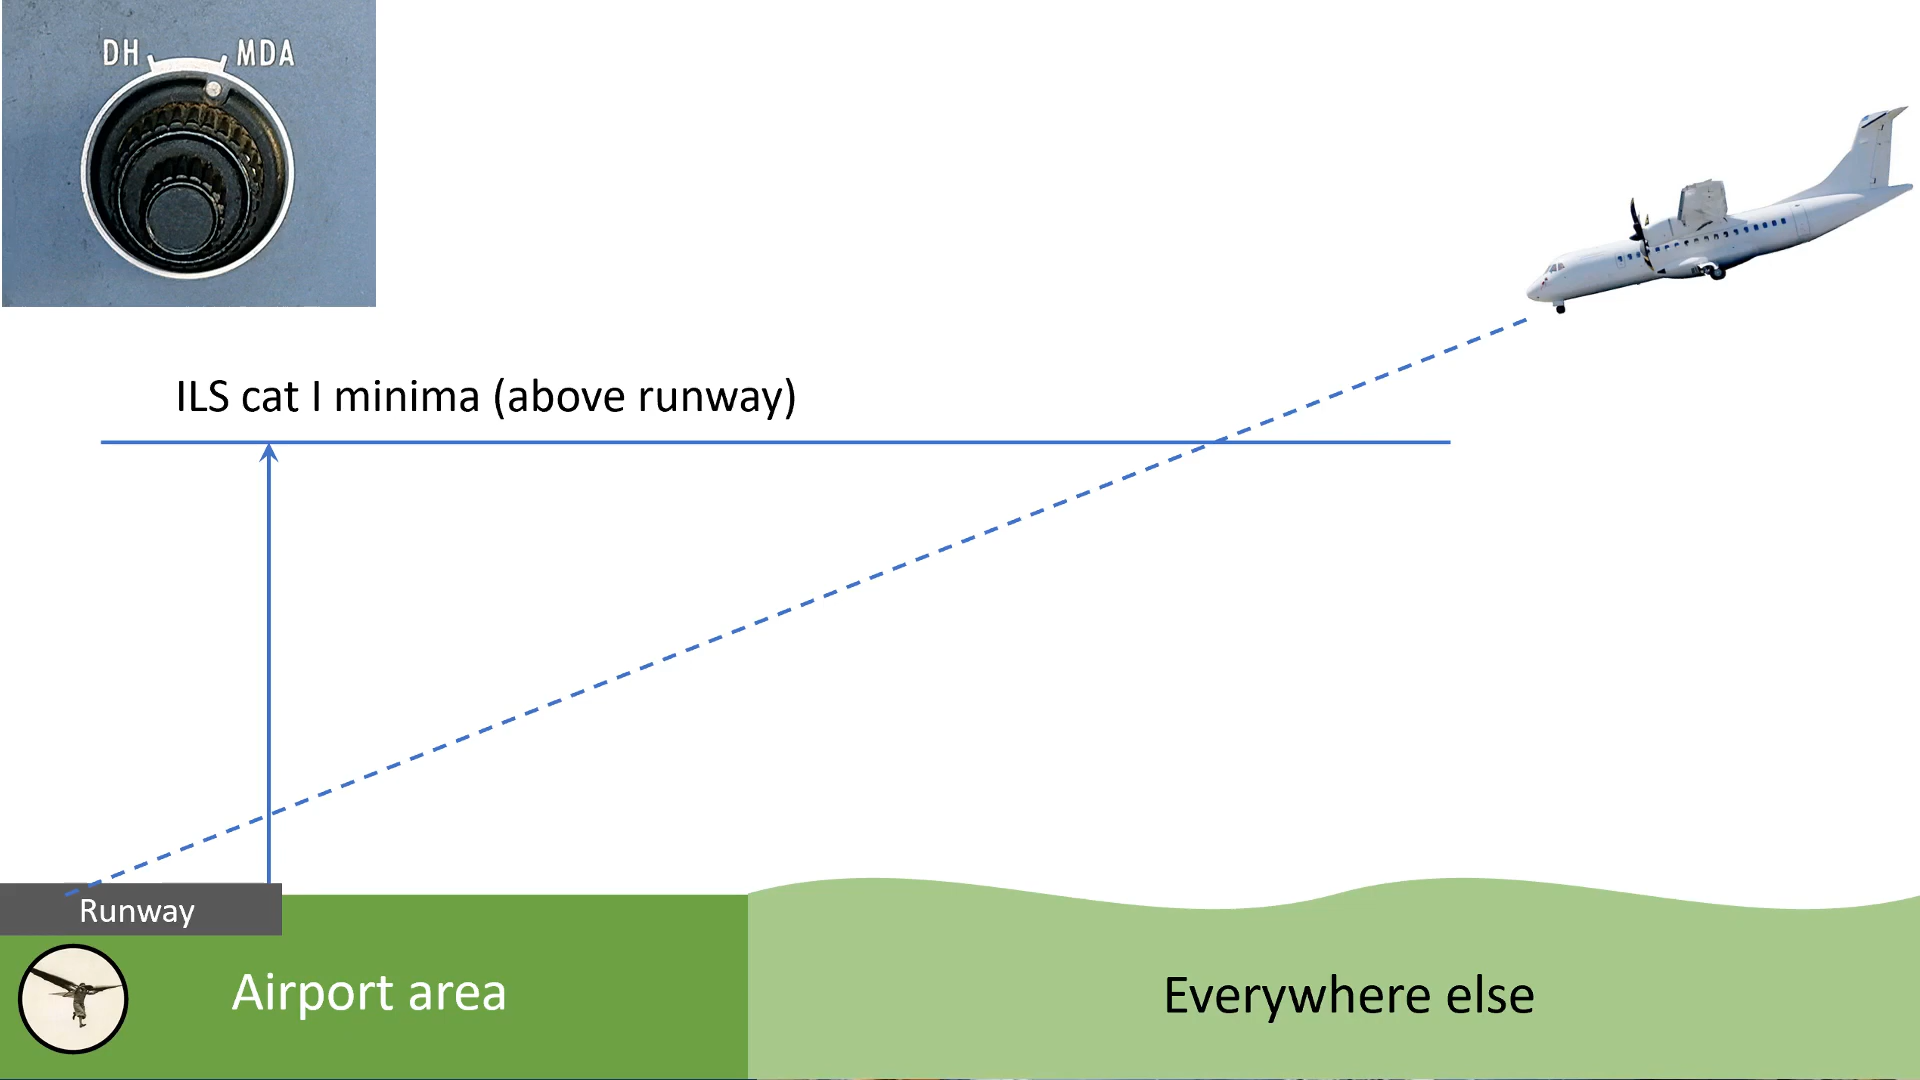 DH MDA
ILS cat I minima (above runway)
Runway
Airport area
Everywhere else